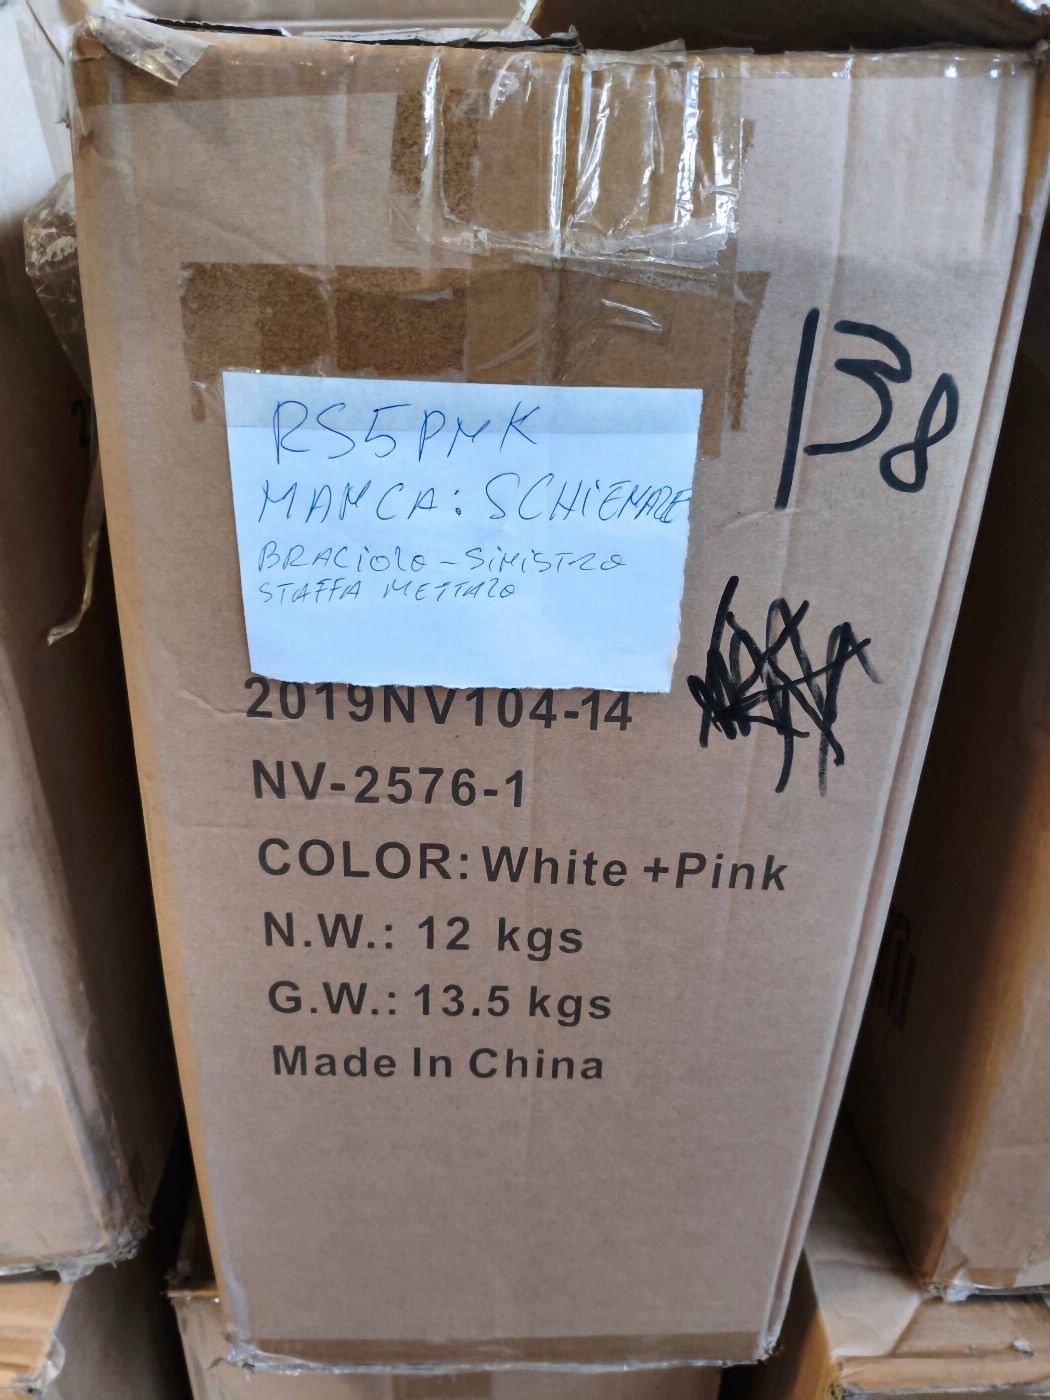 138
RS5PNK
MANCA: SCHIENALE
BRACiOlo - SiNISTRO
STAFFA METTALO
2019NV104-14
NV-2576-1
COLOR: White +Pink
N.W.: 12 kgs
G.W.: 13.5 kgs
Made In China